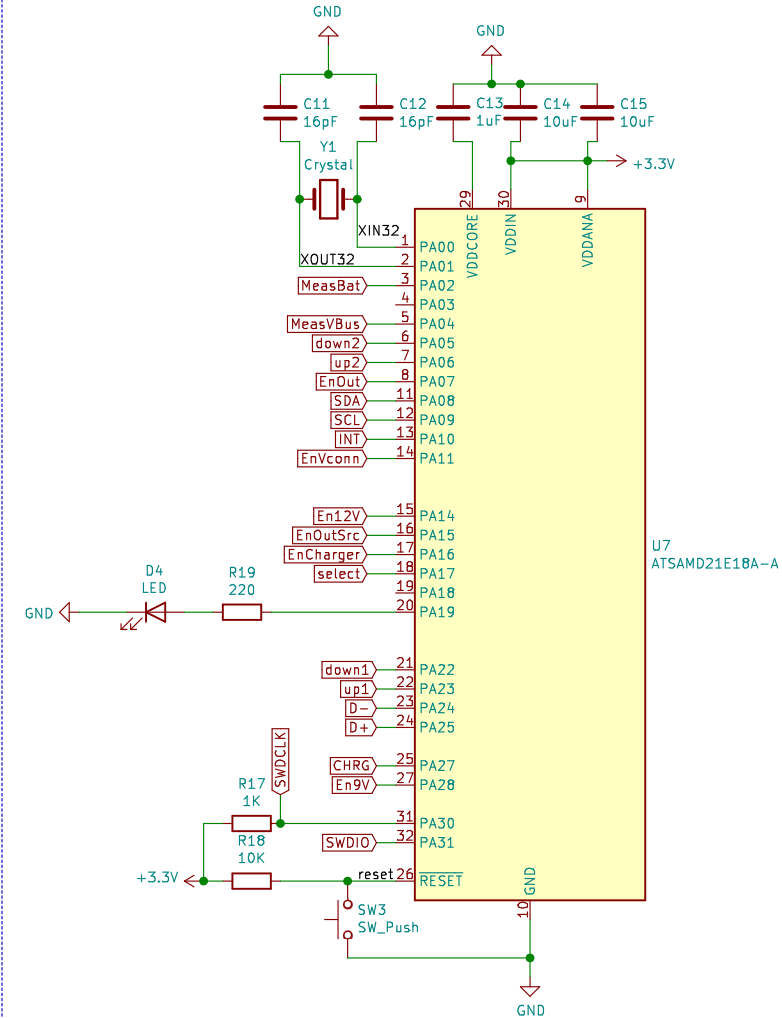 GND
GND
C11
16pF
C12
16pF
C13
1uF
C14
10uF
C15
10uF
Y1
Crystal
+3.3V
29
30
9
VDDCORE
VDDIN
VDDANA
XIN32
1 PA00
XOUT32
2 PA01
MeasBat 3 PA02
4 PA03
MeasVBus 5 PA04
down2 6 PA05
up2 7 PA06
EnOut 8 PA07
SDA 11 PA08
SCL 12 PA09
INT 13 PA10
EnVconn 14 PA11
En12V 15 PA14
EnOutSrc 16 PA15
EnCharger 17 PA16
select 18 PA17
19 PA18
20 PA19
U7
ATSAMD21E18A-A
D4
LED
R19
220
GND
down1 21 PA22
up1 22 PA23
D- 23 PA24
D+ 24 PA25
SWDCLK
CHRG 25 PA27
En9V 27 PA28
R17
1K
31 PA30
SWDIO 32 PA31
R18
10K
+3.3V
reset 26 RESET
GND
10
SW3
SW_Push
GND